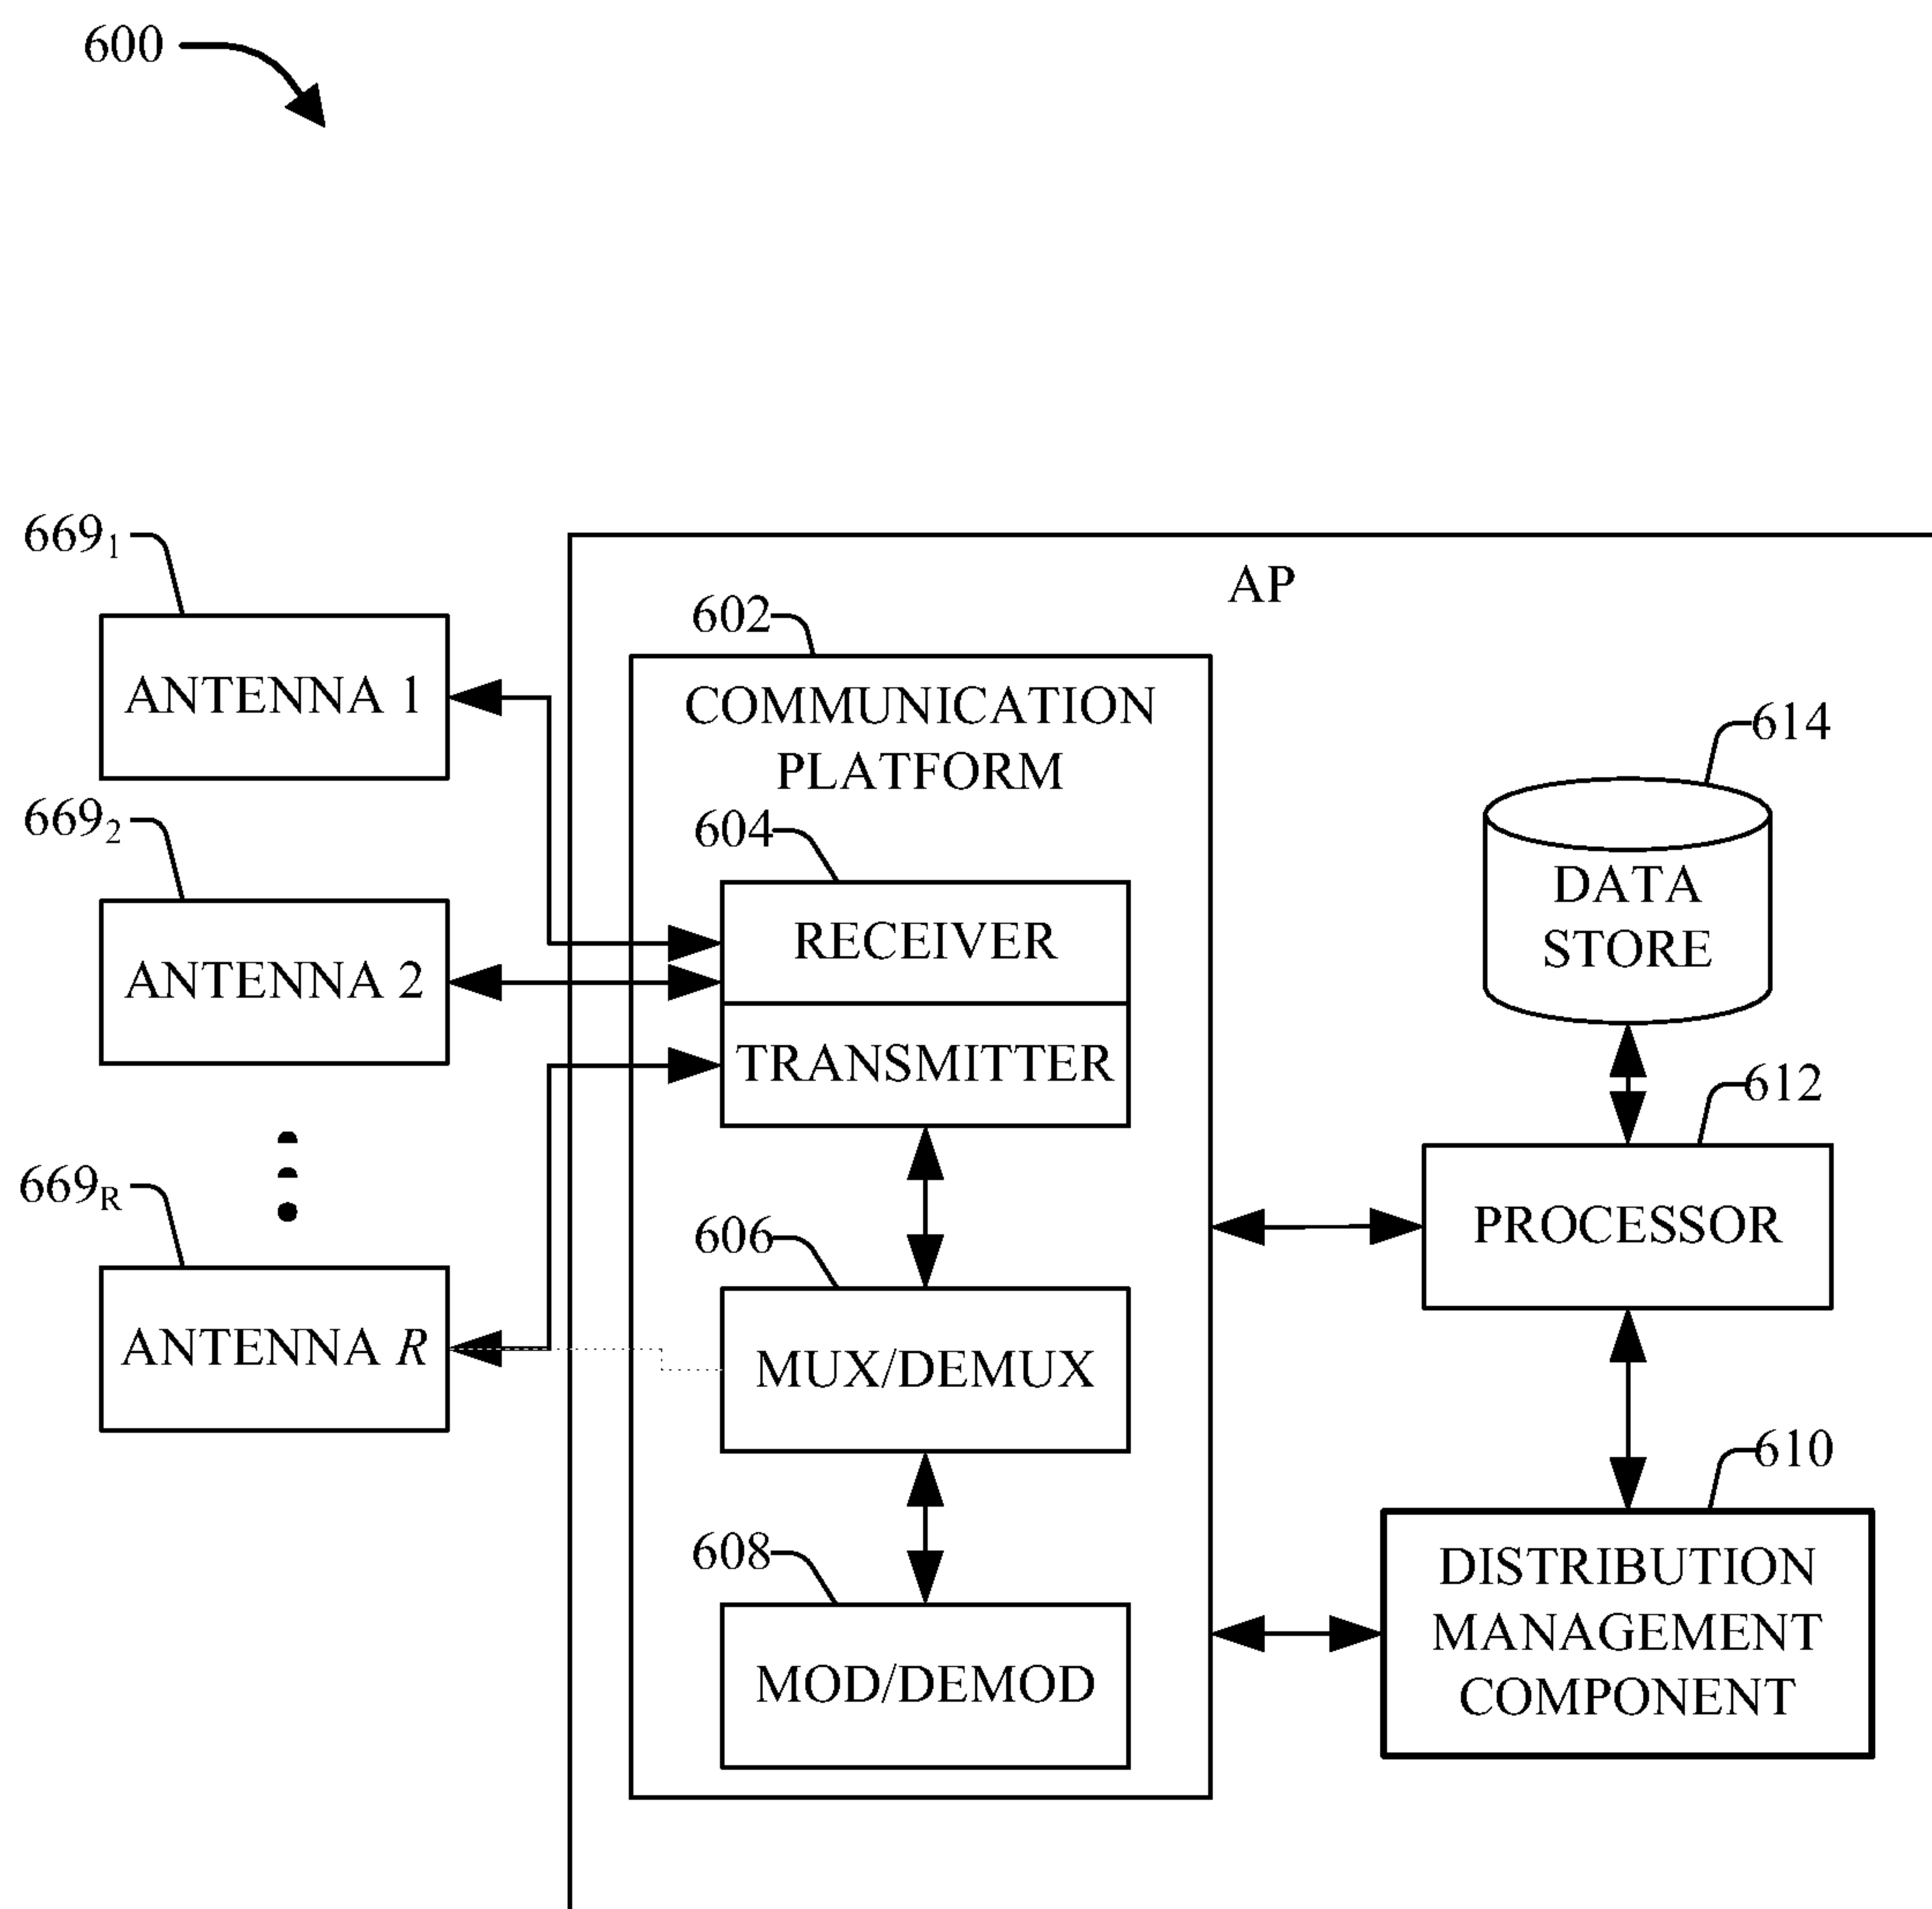 600
669₁
ANTENNA 1
669₂
ANTENNA 2
669R
ANTENNA R
AP
602
COMMUNICATION
PLATFORM
604
RECEIVER
TRANSMITTER
606
MUX/DEMUX
608
MOD/DEMOD
614
DATA
STORE
612
PROCESSOR
610
DISTRIBUTION
MANAGEMENT
COMPONENT